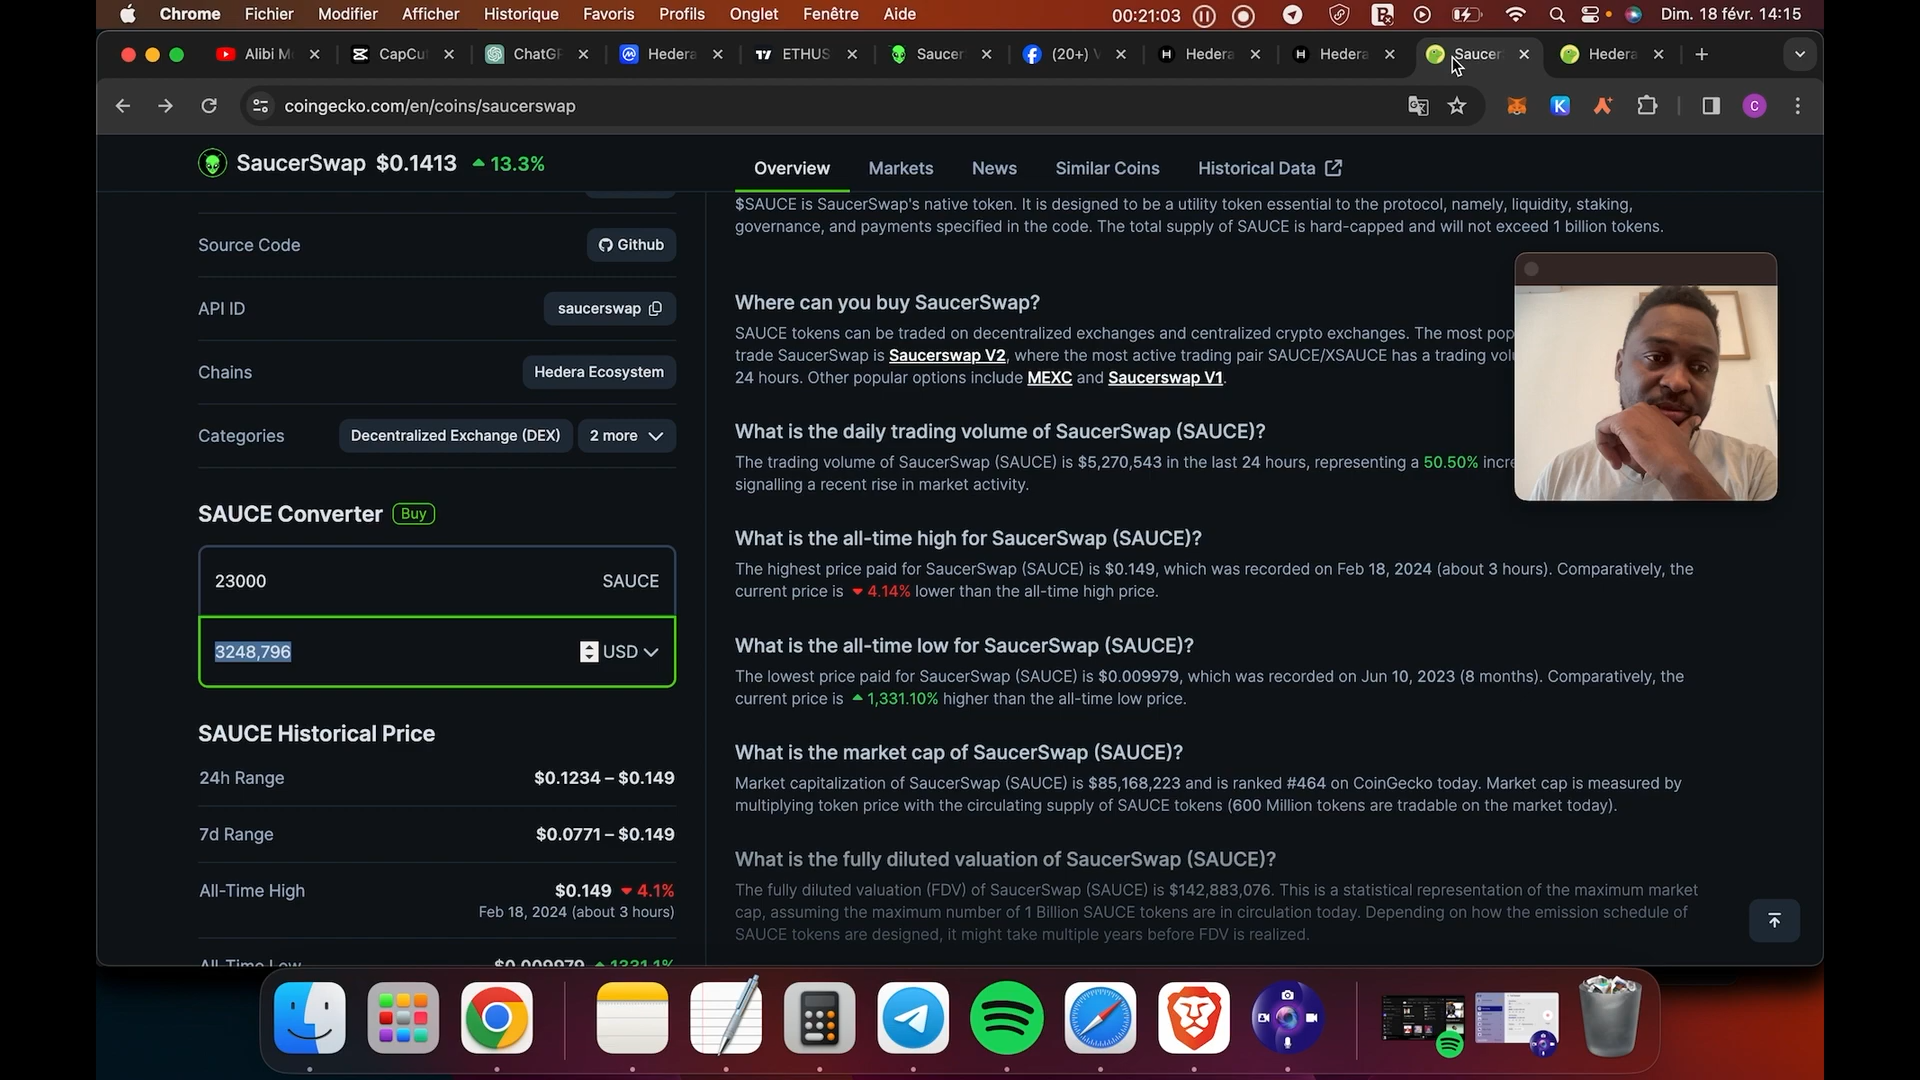 Chrome Fichier Modifier Afficher Historique Favoris Profils Onglet Fenêtre Aide 00:21:03 Dim. 18 févr. 14:15
Alibi M CapCu ChatGP Hedera ETHUS Saucer (20+) Hedera Hedera Saucer Hedera
coingecko.com/en/coins/saucerswap
K C
SaucerSwap $0.1413 13.3%
Overview Markets News Similar Coins Historical Data
Source Code Github
API ID saucerswap
Chains Hedera Ecosystem
Categories Decentralized Exchange (DEX) 2 more
SAUCE Converter Buy
23000 SAUCE
3248,796 USD
SAUCE Historical Price
24h Range $0.1234 – $0.149
7d Range $0.0771 – $0.149
All-Time High $0.149 4.1%
Feb 18, 2024 (about 3 hours)
All-Time Low $0.009979 1331.1%
$SAUCE is SaucerSwap's native token. It is designed to be a utility token essential to the protocol, namely, liquidity, staking,
governance, and payments specified in the code. The total supply of SAUCE is hard-capped and will not exceed 1 billion tokens.
Where can you buy SaucerSwap?
SAUCE tokens can be traded on decentralized exchanges and centralized crypto exchanges. The most pop
trade SaucerSwap is Saucerswap V2, where the most active trading pair SAUCE/XSAUCE has a trading volu
24 hours. Other popular options include MEXC and Saucerswap V1.
What is the daily trading volume of SaucerSwap (SAUCE)?
The trading volume of SaucerSwap (SAUCE) is $5,270,543 in the last 24 hours, representing a 50.50% incre
signalling a recent rise in market activity.
What is the all-time high for SaucerSwap (SAUCE)?
The highest price paid for SaucerSwap (SAUCE) is $0.149, which was recorded on Feb 18, 2024 (about 3 hours). Comparatively, the
current price is 4.14% lower than the all-time high price.
What is the all-time low for SaucerSwap (SAUCE)?
The lowest price paid for SaucerSwap (SAUCE) is $0.009979, which was recorded on Jun 10, 2023 (8 months). Comparatively, the
current price is 1,331.10% higher than the all-time low price.
What is the market cap of SaucerSwap (SAUCE)?
Market capitalization of SaucerSwap (SAUCE) is $85,168,223 and is ranked #464 on CoinGecko today. Market cap is measured by
multiplying token price with the circulating supply of SAUCE tokens (600 Million tokens are tradable on the market today).
What is the fully diluted valuation of SaucerSwap (SAUCE)?
The fully diluted valuation (FDV) of SaucerSwap (SAUCE) is $142,883,076. This is a statistical representation of the maximum market
cap, assuming the maximum number of 1 Billion SAUCE tokens are in circulation today. Depending on how the emission schedule of
SAUCE tokens are designed, it might take multiple years before FDV is realized.